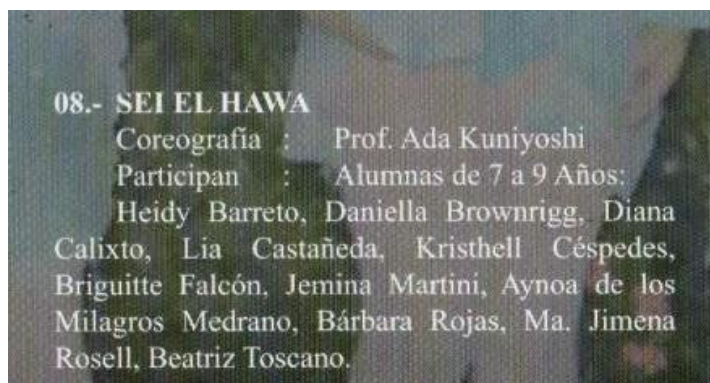 08.- SEI EL HAWA
Coreografía : Prof. Ada Kuniyoshi
Participan : Alumnas de 7 a 9 Años:
Heidy Barreto, Daniella Brownrigg, Diana
Calixto, Lia Castañeda, Kristhell Céspedes,
Briguitte Falcón, Jemina Martini, Aynoa de los
Milagros Medrano, Bárbara Rojas, Ma. Jimena
Rosell, Beatriz Toscano.